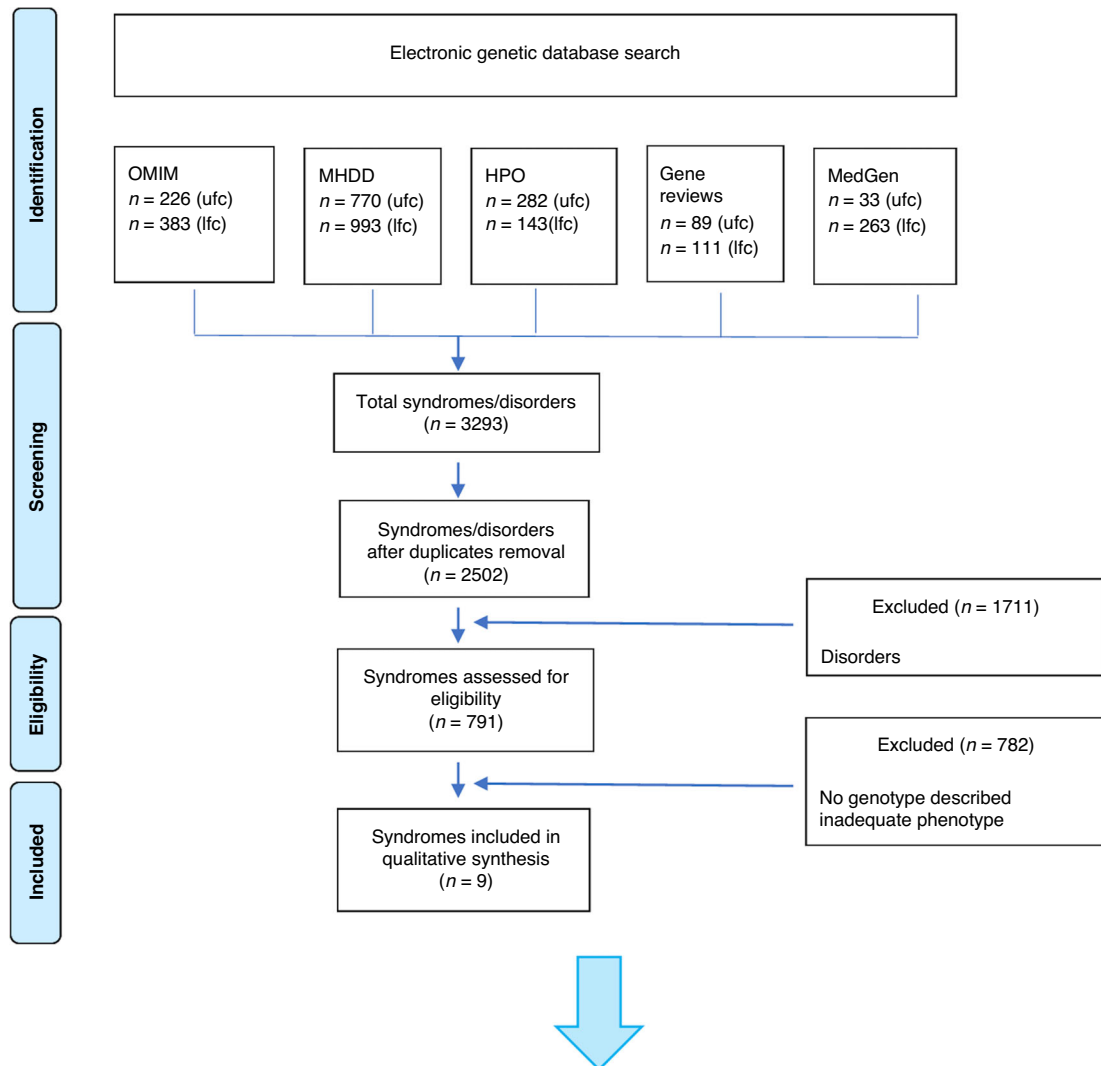 Identification
Electronic genetic database search
OMIM
n = 226 (ufc)
n = 383 (lfc)
MHDD
n = 770 (ufc)
n = 993 (lfc)
HPO
n = 282 (ufc)
n = 143(lfc)
Gene
reviews
n = 89 (ufc)
n = 111 (lfc)
MedGen
n = 33 (ufc)
n = 263 (lfc)
Screening
Total syndromes/disorders
(n = 3293)
Syndromes/disorders
after duplicates removal
(n = 2502)
Excluded (n = 1711)
Disorders
Eligibility
Syndromes assessed for
eligibility
(n = 791)
Excluded (n = 782)
No genotype described
inadequate phenotype
Included
Syndromes included in
qualitative synthesis
(n = 9)